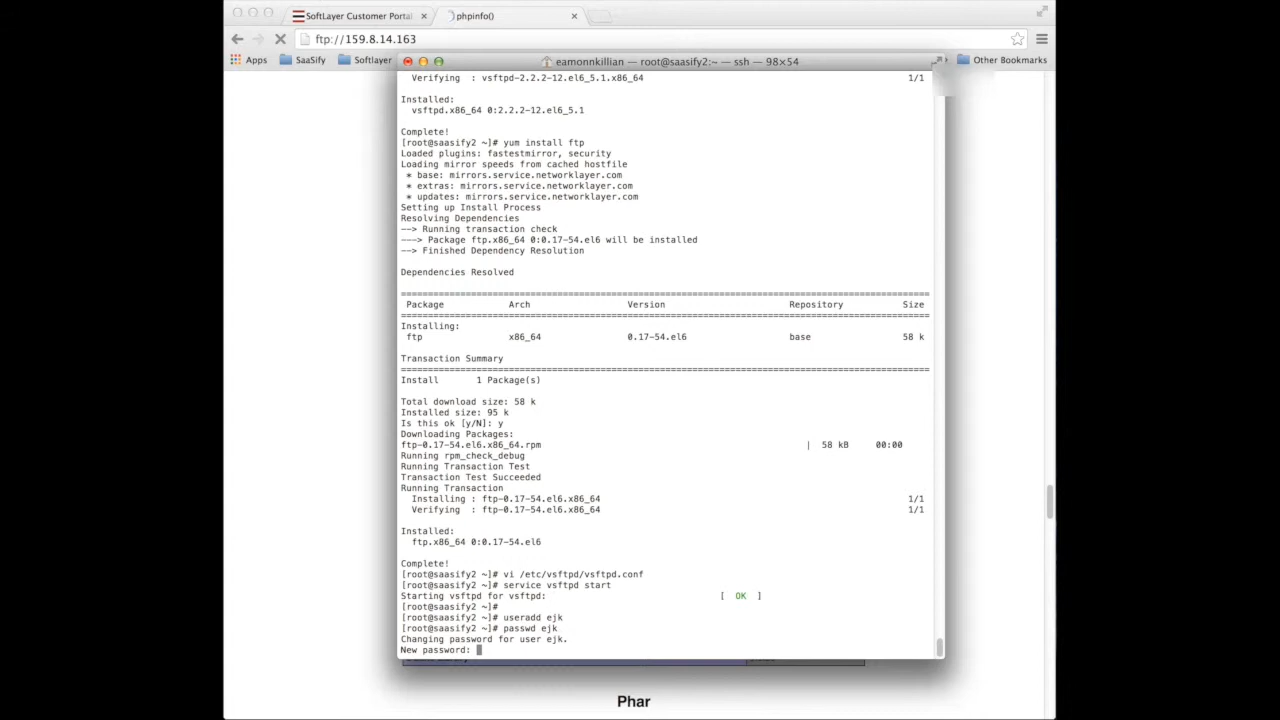 SoftLayer Customer Portal
phpinfo()
ftp://159.8.14.163
Apps SaaSify Softlayer Other Bookmarks
eamonnkillian — root@saasify2:~ — ssh — 98×54
Verifying : vsftpd-2.2.2-12.el6_5.1.x86_64 1/1
Installed:
vsftpd.x86_64 0:2.2.2-12.el6_5.1
Complete!
[root@saasify2 ~]# yum install ftp
Loaded plugins: fastestmirror, security
Loading mirror speeds from cached hostfile
* base: mirrors.service.networklayer.com
* extras: mirrors.service.networklayer.com
* updates: mirrors.service.networklayer.com
Setting up Install Process
Resolving Dependencies
--> Running transaction check
---> Package ftp.x86_64 0:0.17-54.el6 will be installed
--> Finished Dependency Resolution
Dependencies Resolved
================================================================================
Package Arch Version Repository Size
================================================================================
Installing:
ftp x86_64 0.17-54.el6 base 58 k
Transaction Summary
================================================================================
Install 1 Package(s)
Total download size: 58 k
Installed size: 95 k
Is this ok [y/N]: y
Downloading Packages:
ftp-0.17-54.el6.x86_64.rpm | 58 kB 00:00
Running rpm_check_debug
Running Transaction Test
Transaction Test Succeeded
Running Transaction
Installing : ftp-0.17-54.el6.x86_64 1/1
Verifying : ftp-0.17-54.el6.x86_64 1/1
Installed:
ftp.x86_64 0:0.17-54.el6
Complete!
[root@saasify2 ~]# vi /etc/vsftpd/vsftpd.conf
[root@saasify2 ~]# service vsftpd start
Starting vsftpd for vsftpd: [ OK ]
[root@saasify2 ~]#
[root@saasify2 ~]# useradd ejk
[root@saasify2 ~]# passwd ejk
Changing password for user ejk.
New password:
Phar